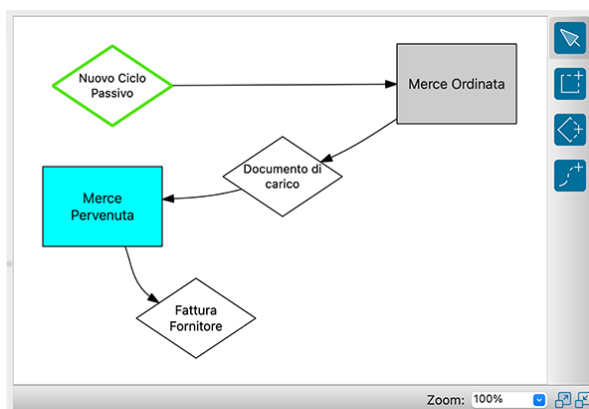 Nuovo Ciclo
Passivo
Merce Ordinata
Documento di
carico
Merce
Pervenuta
Fattura
Fornitore
Zoom: 100%